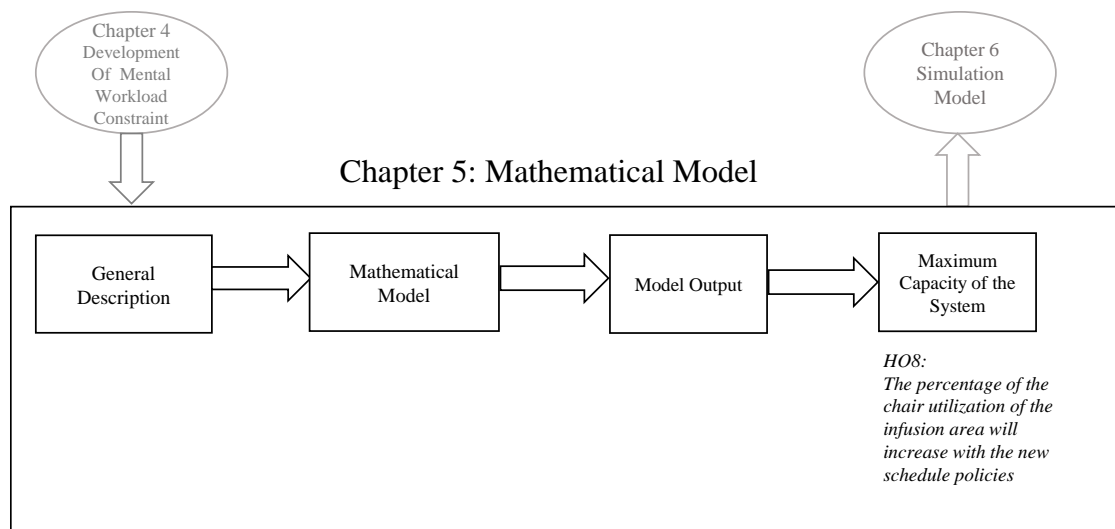 Chapter 4
Development
Of Mental
Workload
Constraint
Chapter 6
Simulation
Model
Chapter 5: Mathematical Model
General
Description
Mathematical
Model
Model Output
Maximum
Capacity of the
System
HO8:
The percentage of the
chair utilization of the
infusion area will
increase with the new
schedule policies